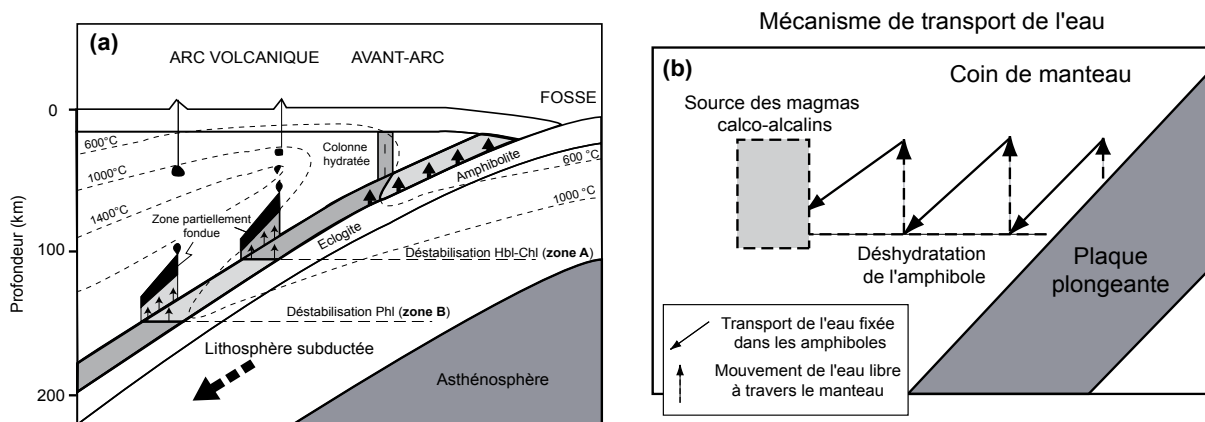 (a)
ARC VOLCANIQUE
AVANT-ARC
FOSSE
0
100
200
Profondeur (km)
600°C
1000°C
1400°C
Colonne
hydratée
Amphibolite
600 °C
1000 °C
Zone partiellement
fondue
Eclogite
Déstabilisation Hbl-Chl (zone A)
Déstabilisation Phl (zone B)
Lithosphère subductée
Asthénosphère
Mécanisme de transport de l'eau
(b)
Coin de manteau
Source des magmas
calco-alcalins
Déshydratation
de l'amphibole
Plaque
plongeante
Transport de l'eau fixée
dans les amphiboles
Mouvement de l'eau libre
à travers le manteau